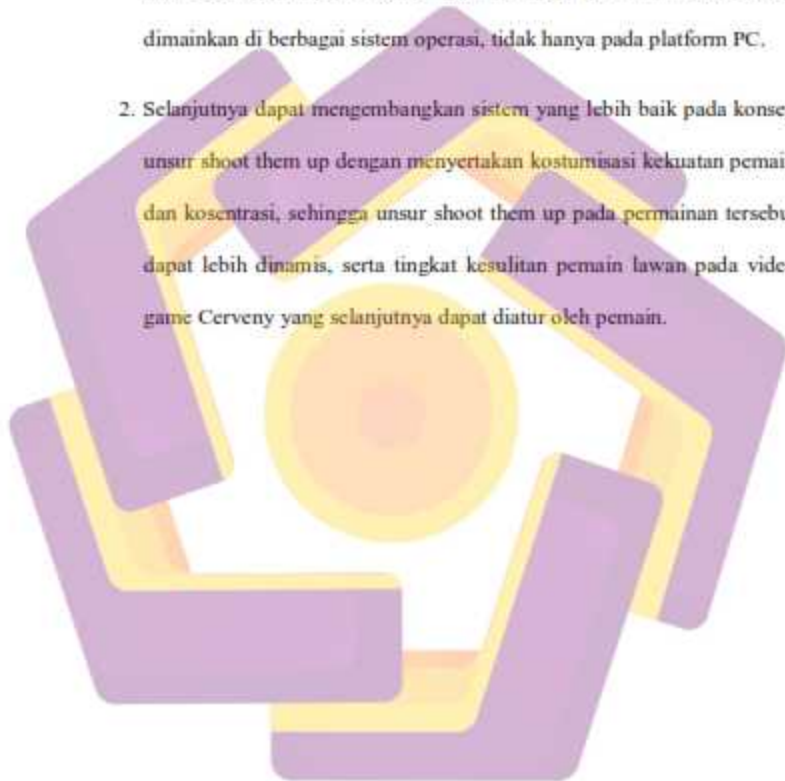 dimainkan di berbagai sistem operasi, tidak hanya pada platform PC.
2. Selanjutnya dapat mengembangkan sistem yang lebih baik pada konse
unsur shoot them up dengan menyertakan kostumisasi kekuatan pemai
dan kosentrasi, sehingga unsur shoot them up pada permainan tersebu
dapat lebih dinamis, serta tingkat kesulitan pemain lawan pada vide
game Cerveny yang selanjutnya dapat diatur oleh pemain.